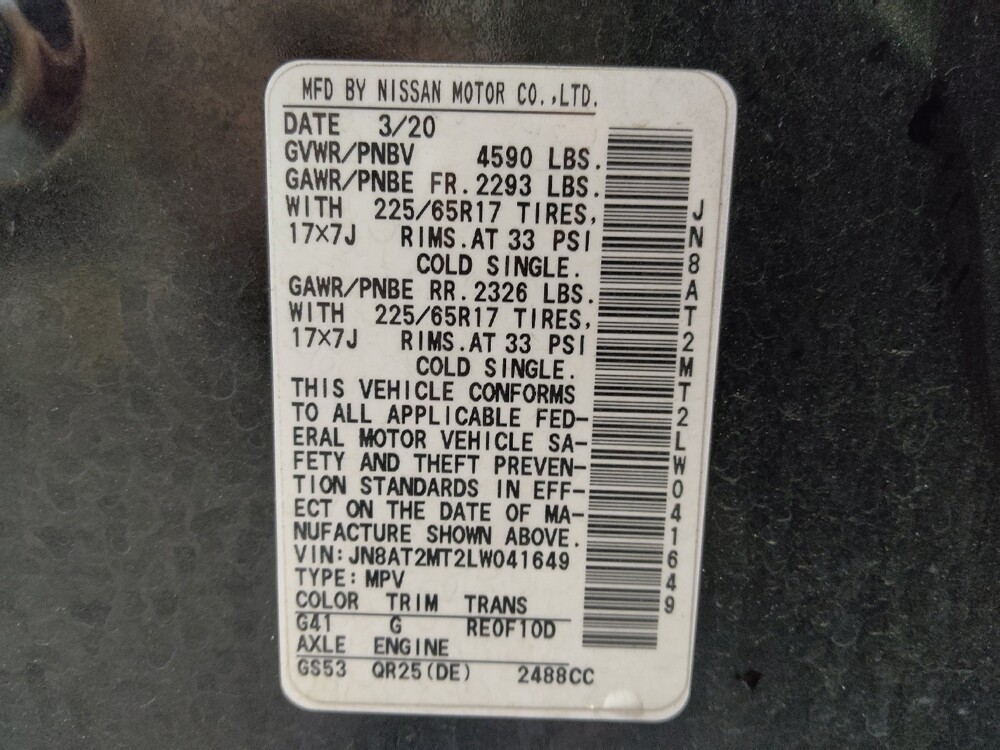 MFD BY NISSAN MOTOR CO.,LTD.
DATE 3/20
GVWR/PNBV 4590 LBS.
GAWR/PNBE FR.2293 LBS.
WITH 225/65R17 TIRES,
17X7J RIMS.AT 33 PSI
COLD SINGLE.
GAWR/PNBE RR.2326 LBS.
WITH 225/65R17 TIRES,
17X7J RIMS.AT 33 PSI
COLD SINGLE.
THIS VEHICLE CONFORMS
TO ALL APPLICABLE FED-
ERAL MOTOR VEHICLE SA-
FETY AND THEFT PREVEN-
TION STANDARDS IN EFF-
ECT ON THE DATE OF MA-
NUFACTURE SHOWN ABOVE.
VIN:JN8AT2MT2LW041649
TYPE:MPV
COLOR TRIM TRANS
G41 G RE0F10D
AXLE ENGINE
GS53 QR25(DE) 2488CC
JN8AT2MT2LW041649